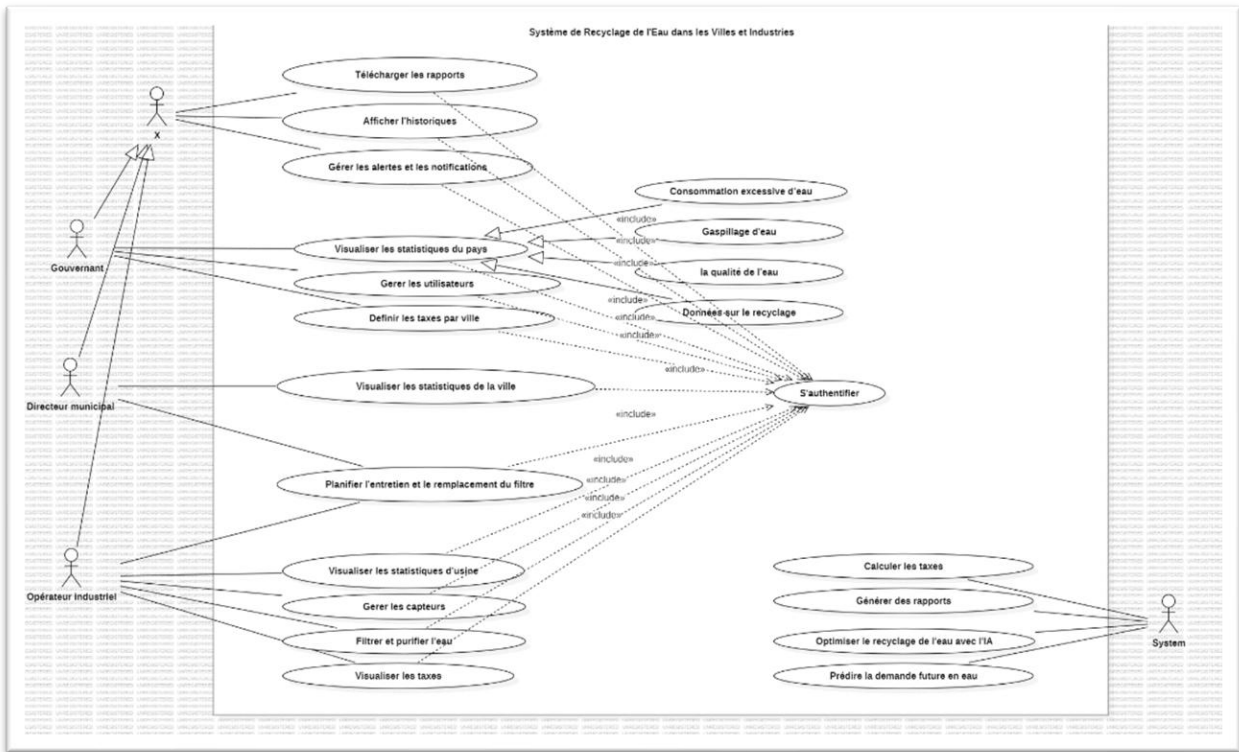 Système de Recyclage de l'Eau dans les Villes et Industries
Télécharger les rapports
X
Afficher l'historiques
Gérer les alertes et les notifications
Consommation excessive d'eau
«include»
Gaspillage d'eau
«include»
Gouvernant
Visualiser les statistiques du pays
«include»
la qualité de l'eau
Gerer les utilisateurs
«include»
Données sur le recyclage
Definir les taxes par ville
«include»
«include»
Directeur municipal
Visualiser les statistiques de la ville
S'authentifier
«include»
«include»
Planifier l'entretien et le remplacement du filtre
«include»
«include»
«include»
Opérateur industriel
Visualiser les statistiques d'usine
Calculer les taxes
Gerer les capteurs
Générer des rapports
Filtrer et purifier l'eau
Optimiser le recyclage de l'eau avec l'IA
System
Visualiser les taxes
Prédire la demande future en eau